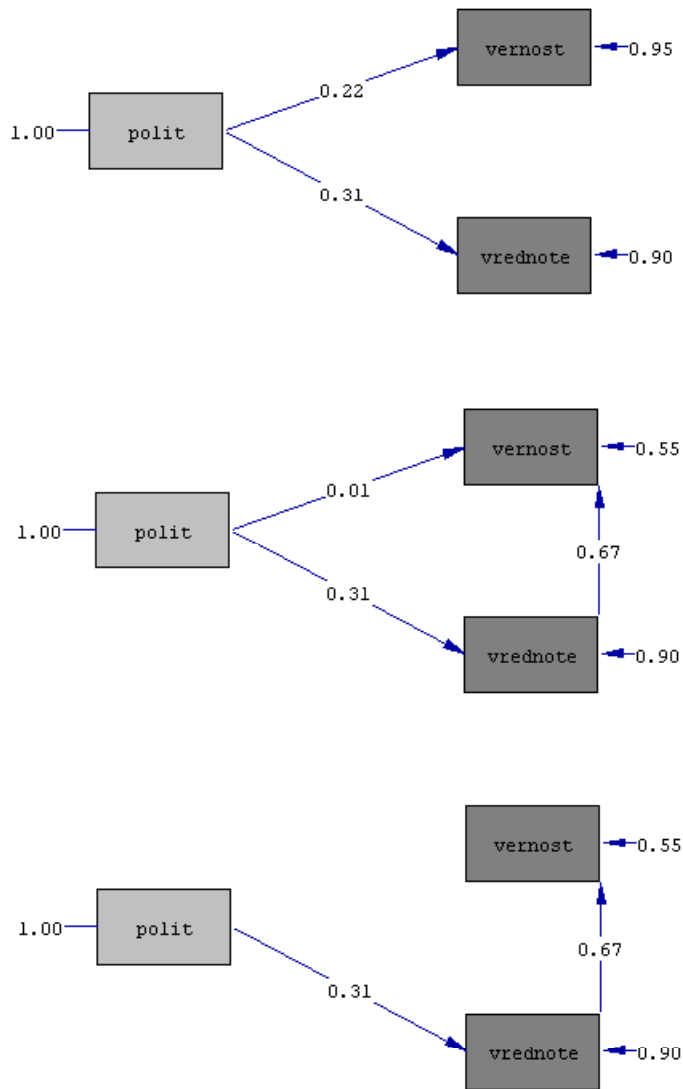 vernost
0.95
0.22
1.00
polit
0.31
vrednote
0.90
vernost
0.55
0.01
1.00
polit
0.67
0.31
vrednote
0.90
vernost
0.55
1.00
polit
0.67
0.31
vrednote
0.90